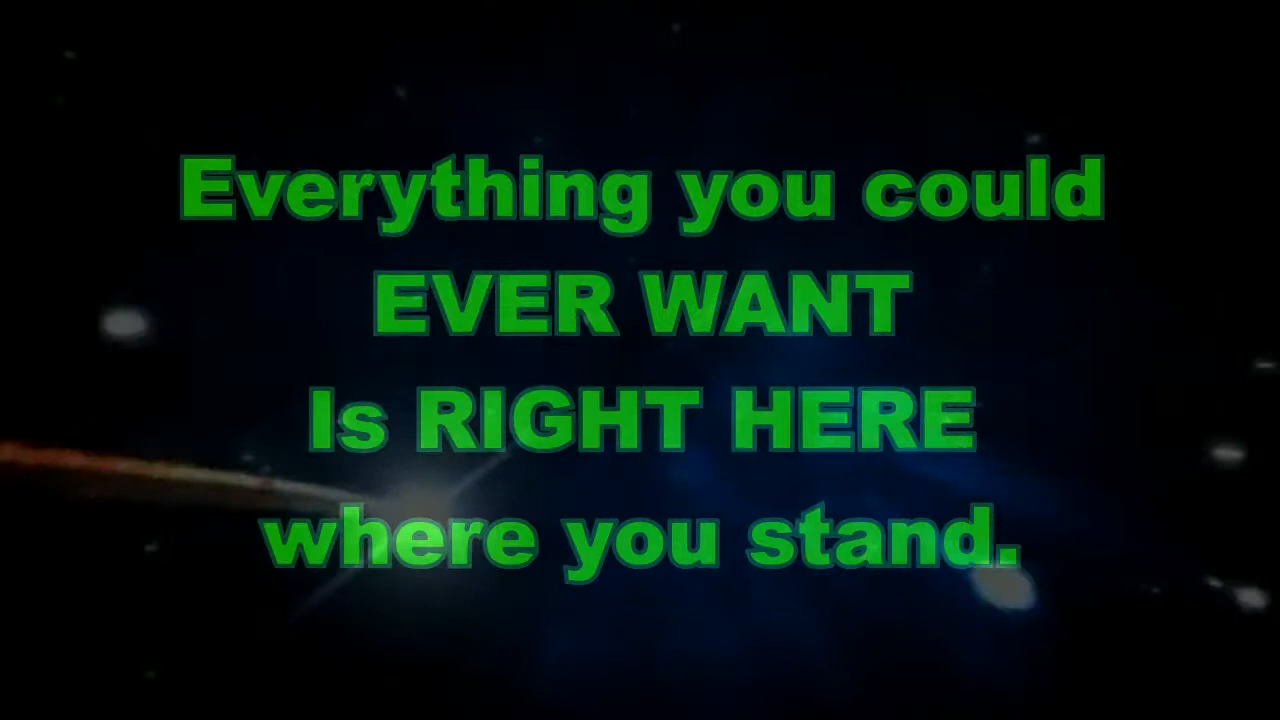 Everything you could
EVER WANT
Is RIGHT HERE
where you stand.